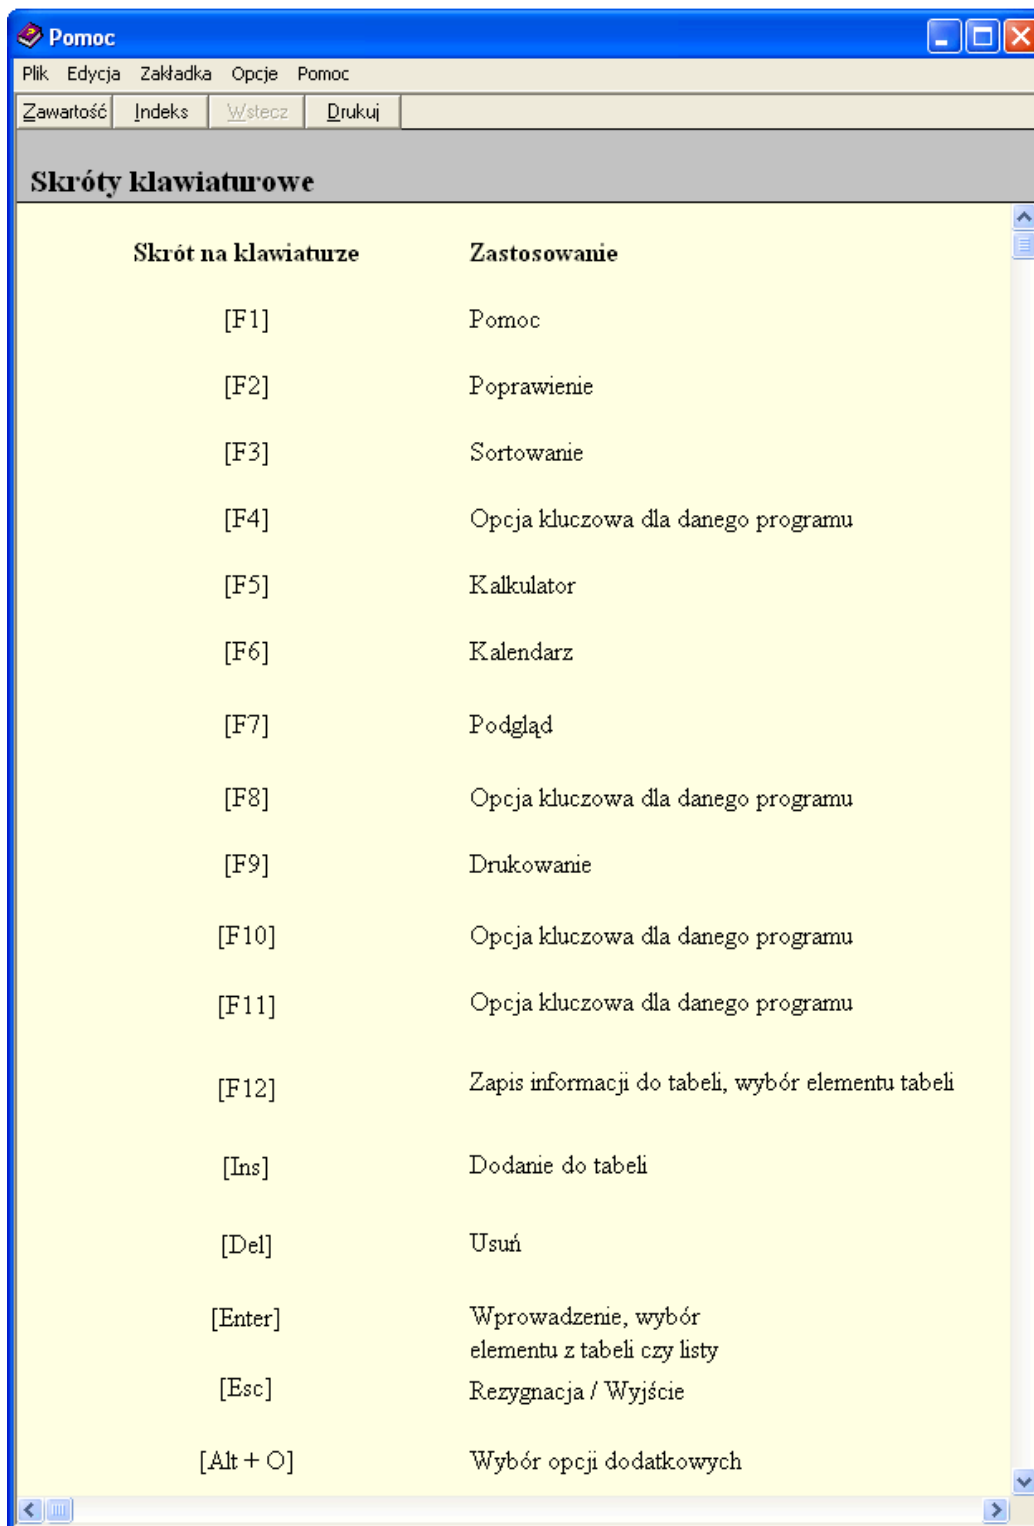 Pomoc
Plik Edycja Zakładka Opcje Pomoc
Zawartość Indeks Wstecz Drukuj
Skróty klawiaturowe
Skrót na klawiaturze Zastosowanie
[F1] Pomoc
[F2] Poprawienie
[F3] Sortowanie
[F4] Opcja kluczowa dla danego programu
[F5] Kalkulator
[F6] Kalendarz
[F7] Podgląd
[F8] Opcja kluczowa dla danego programu
[F9] Drukowanie
[F10] Opcja kluczowa dla danego programu
[F11] Opcja kluczowa dla danego programu
[F12] Zapis informacji do tabeli, wybór elementu tabeli
[Ins] Dodanie do tabeli
[Del] Usuń
[Enter] Wprowadzenie, wybór
elementu z tabeli czy listy
[Esc] Rezygnacja / Wyjście
[Alt + O] Wybór opcji dodatkowych